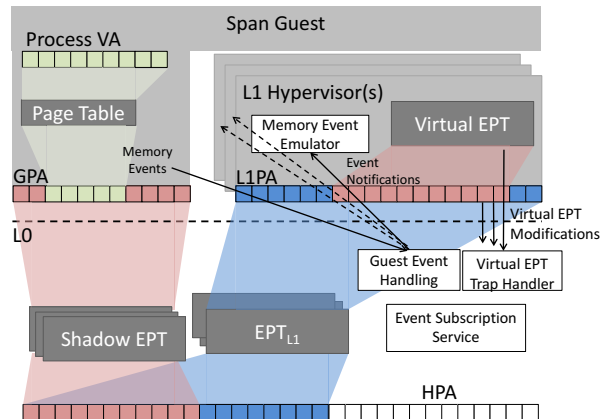 Span Guest
Process VA
L1 Hypervisor(s)
Page Table
Memory Event
Emulator
Virtual EPT
Memory
Events
Event
Notifications
GPA
L1PA
L0
Virtual EPT
Modifications
Guest Event
Handling
Virtual EPT
Trap Handler
Event Subscription
Service
Shadow EPT
EPTL1
HPA